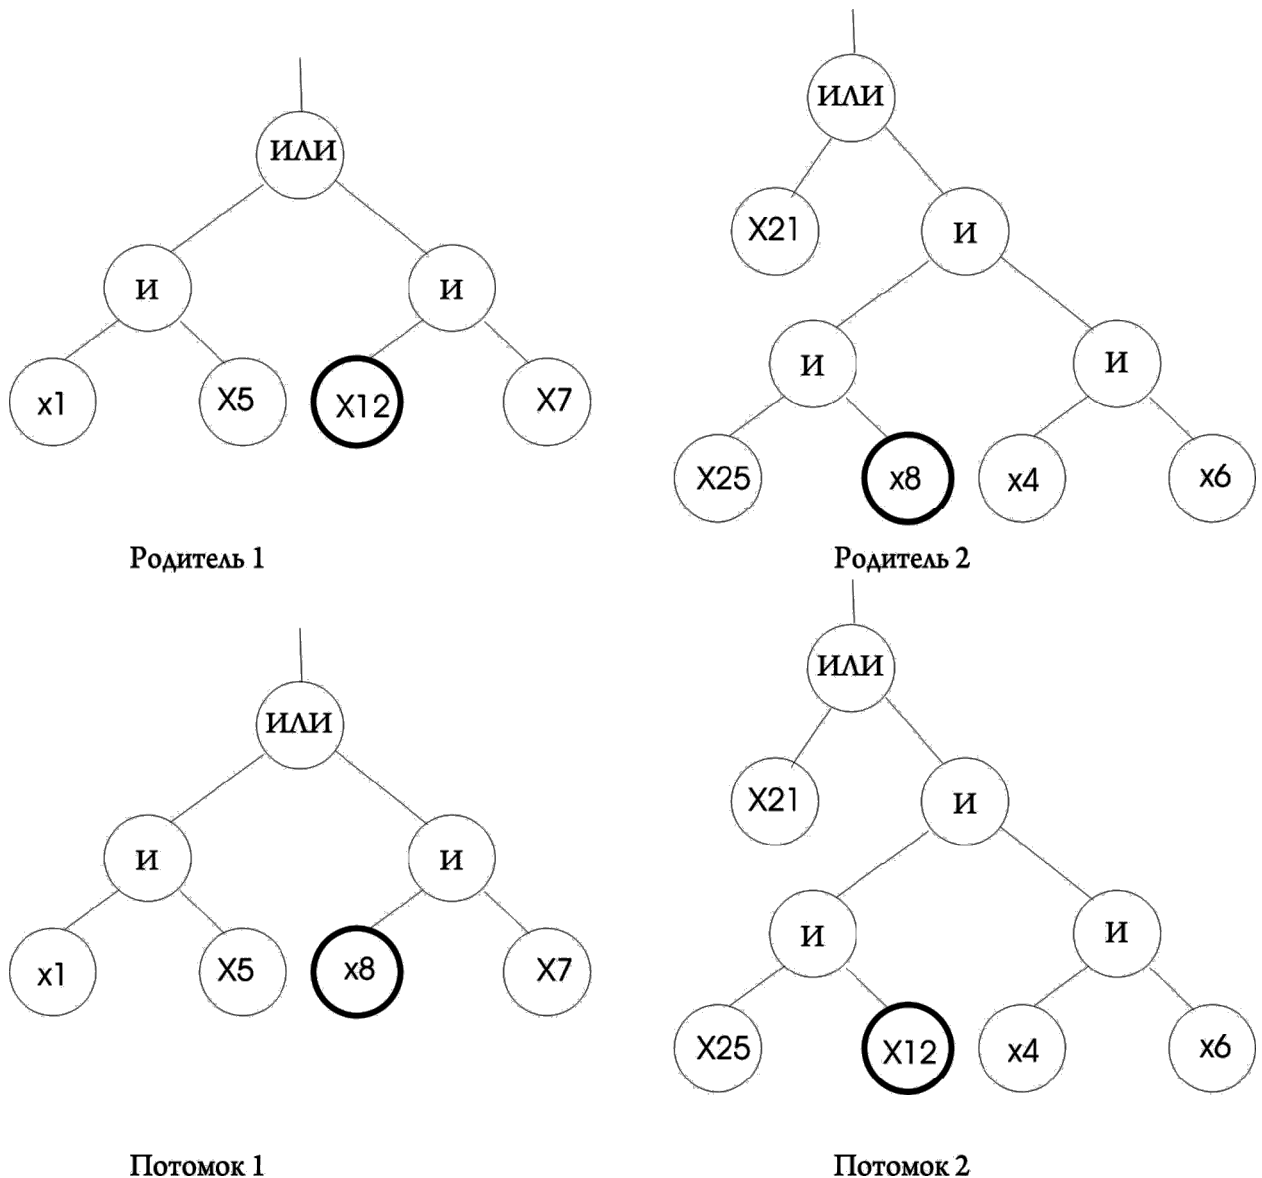 ИЛИ
И И
x1 X5 X12 X7
Родитель 1
ИЛИ
X21 И
И И
X25 x8 x4 x6
Родитель 2
ИЛИ
И И
x1 X5 x8 X7
Потомок 1
ИЛИ
X21 И
И И
X25 X12 x4 x6
Потомок 2